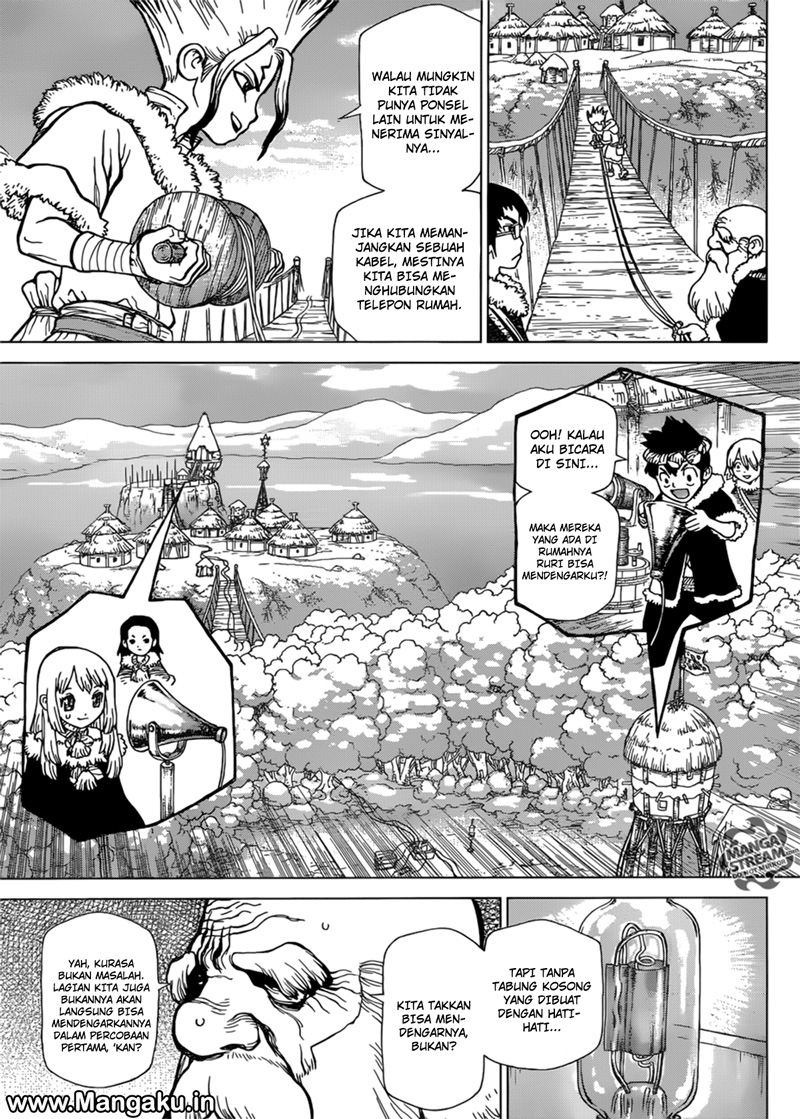 WALAU MUNGKIN
KITA TIDAK
PUNYA PONSEL
LAIN UNTUK ME-
NERIMA SINYAL-
NYA...
JIKA KITA MEMAN-
JANGKAN SEBUAH
KABEL, MESTINYA
KITA BISA ME-
NGHUBUNGKAN
TELEPON RUMAH.
OOH! KALAU
AKU BICARA
DI SINI...
MAKA MEREKA
YANG ADA DI
RUMAHNYA
RURI BISA
MENDENGARKU?!
MANGA
STREAM
TAPI TANPA
TABUNG KOSONG
YANG DIBUAT
DENGAN HATI-
HATI...
KITA TAKKAN
BISA MEN-
DENGARNYA,
BUKAN?
YAH, KURASA
BUKAN MASALAH.
LAGIAN KITA JUGA
BUKANNYA AKAN
LANGSUNG BISA
MENDENGARKANNYA
DALAM PERCOBAAN
PERTAMA, 'KAN?
www.Mangaku.in